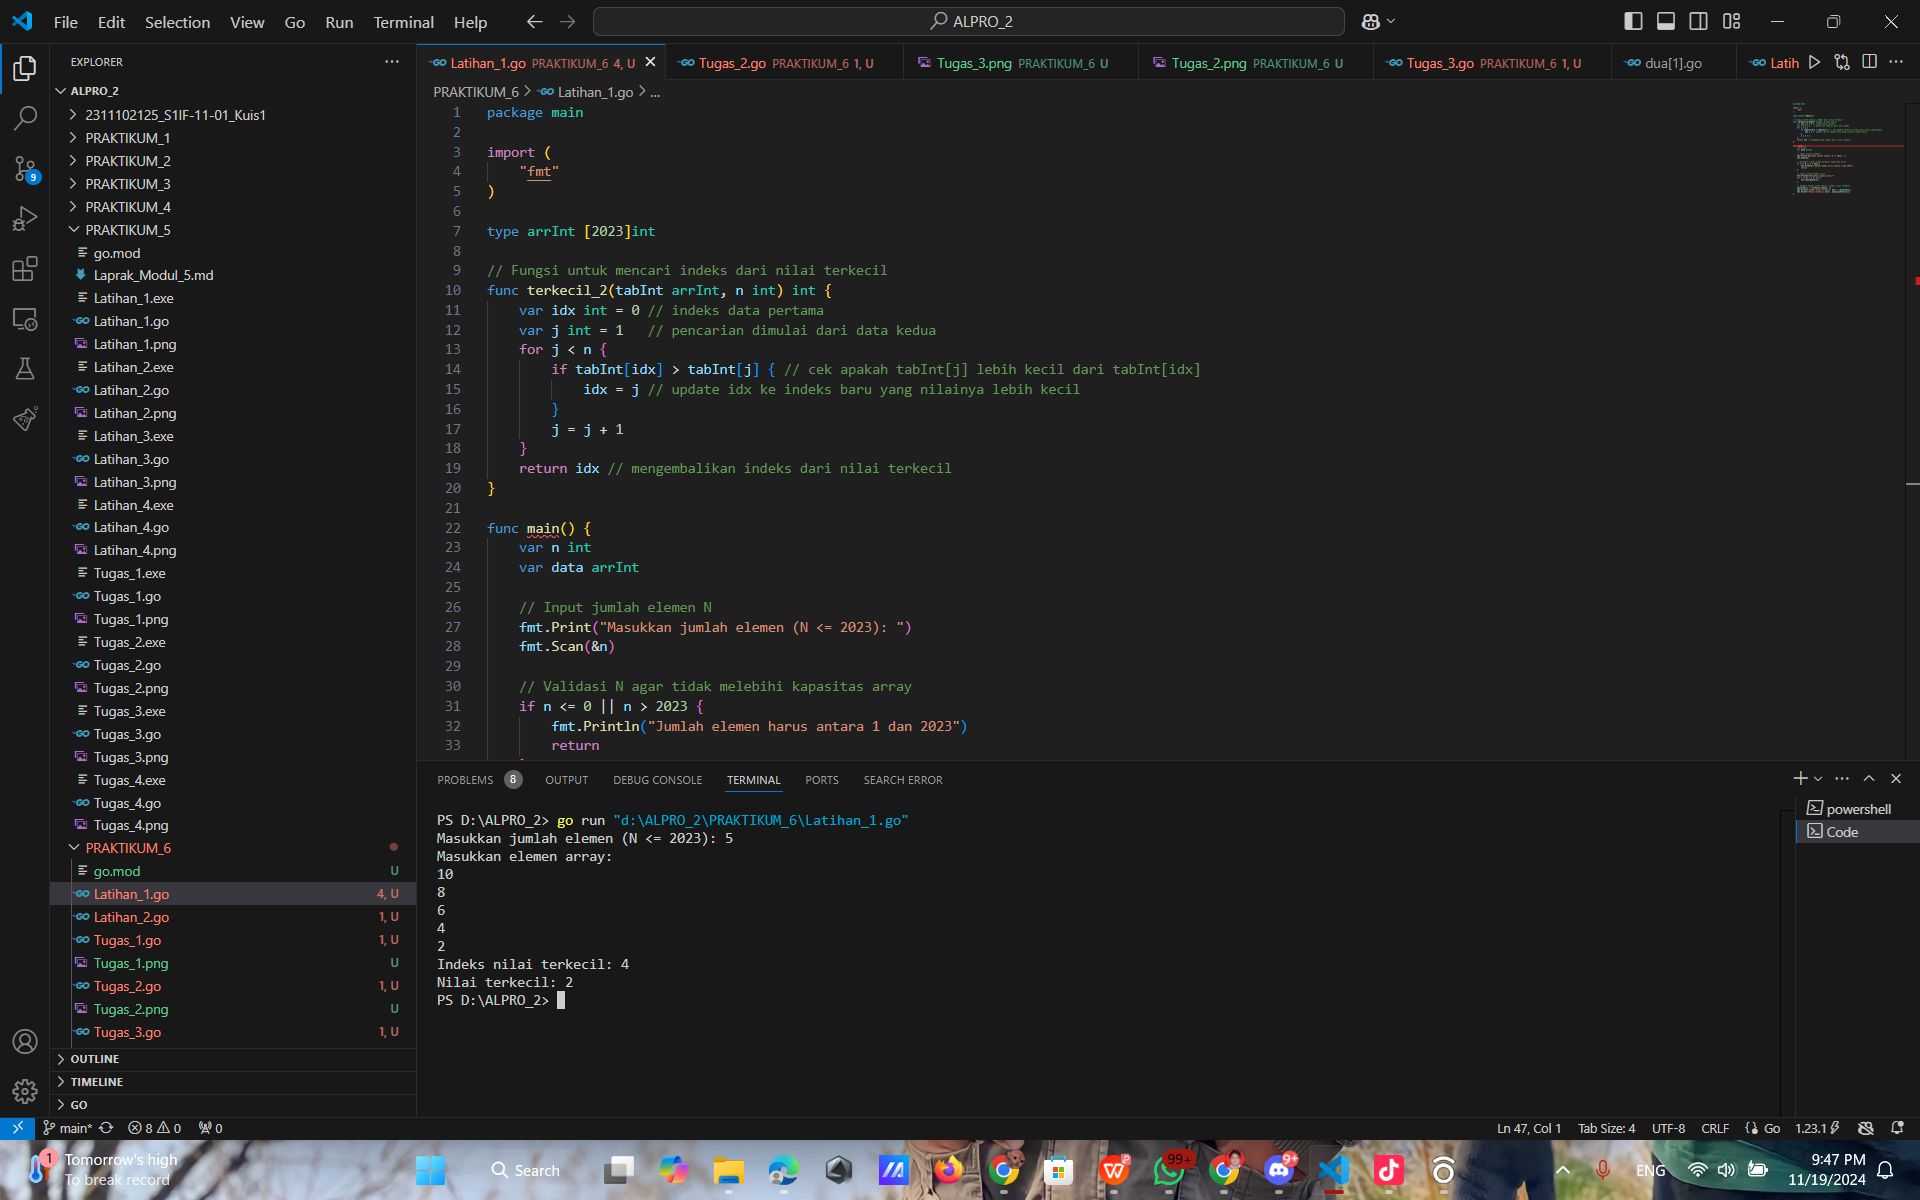 File Edit Selection View Go Run Terminal Help
ALPRO_2
EXPLORER
ALPRO_2
2311102125_S1IF-11-01_Kuis1
PRAKTIKUM_1
PRAKTIKUM_2
PRAKTIKUM_3
PRAKTIKUM_4
PRAKTIKUM_5
go.mod
Laprak_Modul_5.md
Latihan_1.exe
Latihan_1.go
Latihan_1.png
Latihan_2.exe
Latihan_2.go
Latihan_2.png
Latihan_3.exe
Latihan_3.go
Latihan_3.png
Latihan_4.exe
Latihan_4.go
Latihan_4.png
Tugas_1.exe
Tugas_1.go
Tugas_1.png
Tugas_2.exe
Tugas_2.go
Tugas_2.png
Tugas_3.exe
Tugas_3.go
Tugas_3.png
Tugas_4.exe
Tugas_4.go
Tugas_4.png
PRAKTIKUM_6
go.mod U
Latihan_1.go 4, U
Latihan_2.go 1, U
Tugas_1.go 1, U
Tugas_1.png U
Tugas_2.go 1, U
Tugas_2.png U
Tugas_3.go 1, U
OUTLINE
TIMELINE
GO
9
Latihan_1.go PRAKTIKUM_6 4, U
Tugas_2.go PRAKTIKUM_6 1, U
Tugas_3.png PRAKTIKUM_6 U
Tugas_2.png PRAKTIKUM_6 U
Tugas_3.go PRAKTIKUM_6 1, U
dua[1].go
Latih
PRAKTIKUM_6 > Latihan_1.go > ...
1 package main
2
3 import (
4 "fmt"
5 )
6
7 type arrInt [2023]int
8
9 // Fungsi untuk mencari indeks dari nilai terkecil
10 func terkecil_2(tabInt arrInt, n int) int {
11 var idx int = 0 // indeks data pertama
12 var j int = 1 // pencarian dimulai dari data kedua
13 for j < n {
14 if tabInt[idx] > tabInt[j] { // cek apakah tabInt[j] lebih kecil dari tabInt[idx]
15 idx = j // update idx ke indeks baru yang nilainya lebih kecil
16 }
17 j = j + 1
18 }
19 return idx // mengembalikan indeks dari nilai terkecil
20 }
21
22 func main() {
23 var n int
24 var data arrInt
25
26 // Input jumlah elemen N
27 fmt.Print("Masukkan jumlah elemen (N <= 2023): ")
28 fmt.Scan(&n)
29
30 // Validasi N agar tidak melebihi kapasitas array
31 if n <= 0 || n > 2023 {
32 fmt.Println("Jumlah elemen harus antara 1 dan 2023")
33 return
PROBLEMS 8 OUTPUT DEBUG CONSOLE TERMINAL PORTS SEARCH ERROR
powershell
Code
PS D:\ALPRO_2> go run "d:\ALPRO_2\PRAKTIKUM_6\Latihan_1.go"
Masukkan jumlah elemen (N <= 2023): 5
Masukkan elemen array:
10
8
6
4
2
Indeks nilai terkecil: 4
Nilai terkecil: 2
PS D:\ALPRO_2>
main* 8 0 0
Ln 47, Col 1 Tab Size: 4 UTF-8 CRLF Go 1.23.1
1
Tomorrow's high
To break record
Search
99+
9+
ENG
9:47 PM
11/19/2024